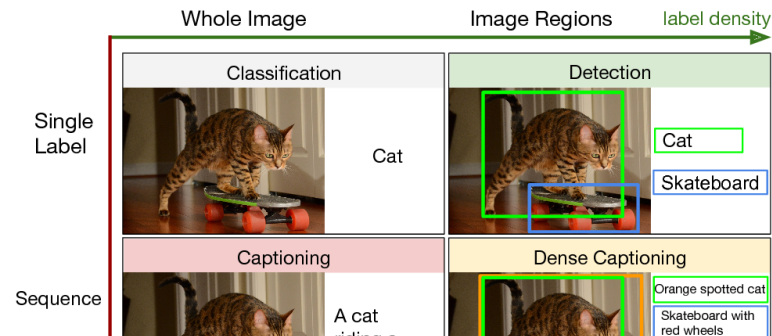 Whole Image
Image Regions
label density
Single
Label
Classification
Cat
Detection
Cat
Skateboard
Sequence
Captioning
A cat
riding a
Dense Captioning
Orange spotted cat
Skateboard with
red wheels